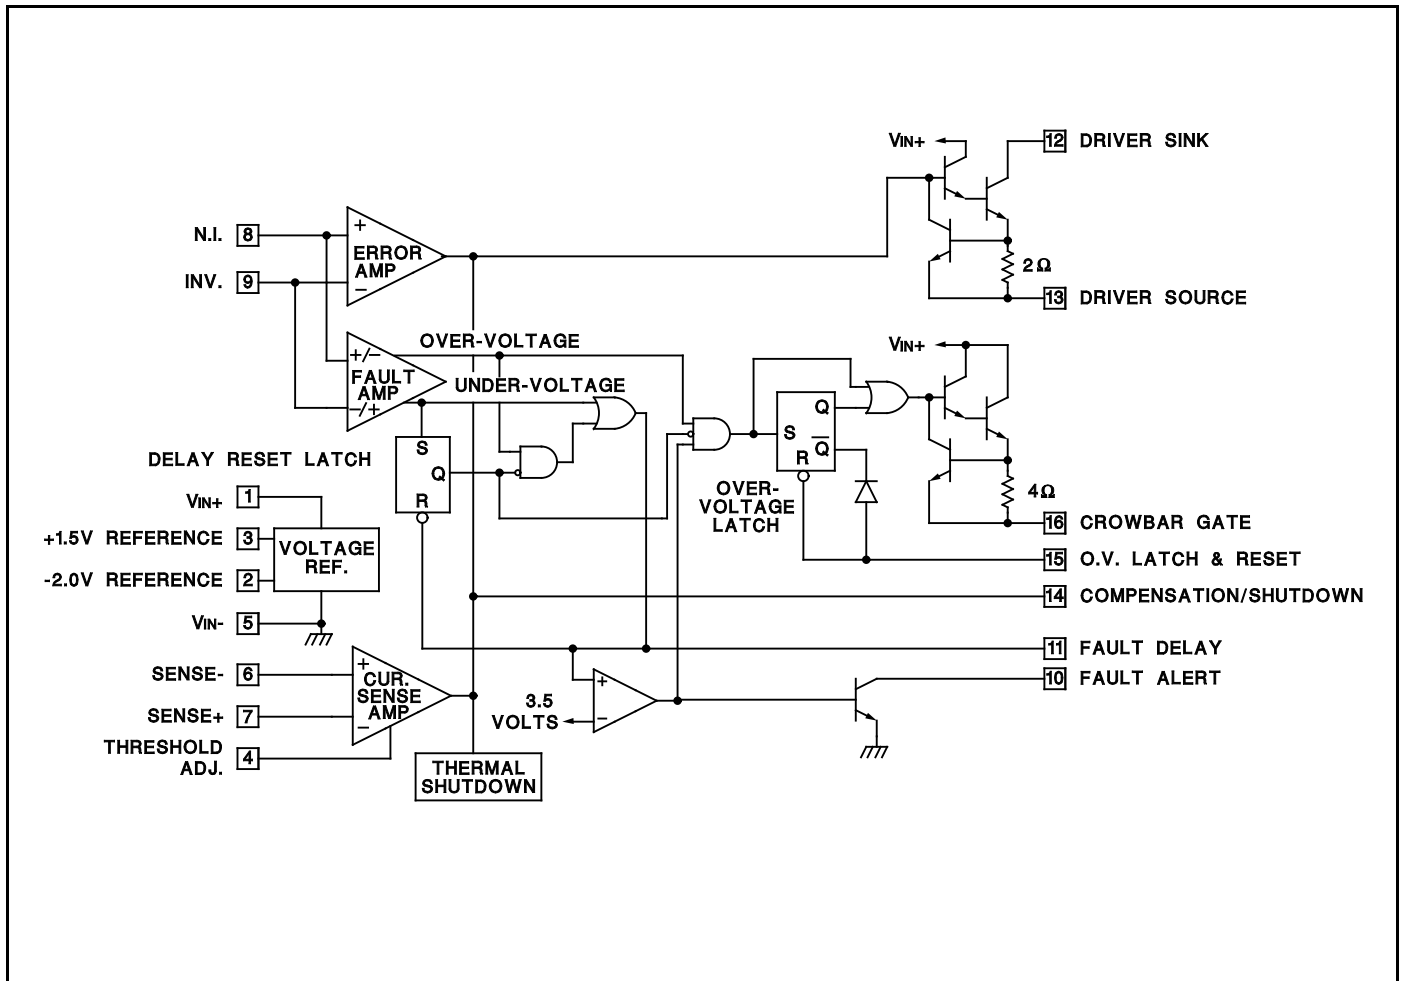 VIN+
12 DRIVER SINK
N.I. 8
+
ERROR
AMP
−
INV. 9
2Ω
13 DRIVER SOURCE
OVER-VOLTAGE
VIN+
+/−
FAULT
AMP
−/+
UNDER-VOLTAGE
S
Q
R
DELAY RESET LATCH
S
Q
Q̅
R
OVER-
VOLTAGE
LATCH
4Ω
16 CROWBAR GATE
VIN+ 1
+1.5V REFERENCE 3
VOLTAGE
REF.
-2.0V REFERENCE 2
VIN- 5
15 O.V. LATCH & RESET
14 COMPENSATION/SHUTDOWN
11 FAULT DELAY
10 FAULT ALERT
SENSE- 6
+
CUR.
SENSE
AMP
−
SENSE+ 7
THRESHOLD
ADJ. 4
3.5
VOLTS
+
−
THERMAL
SHUTDOWN